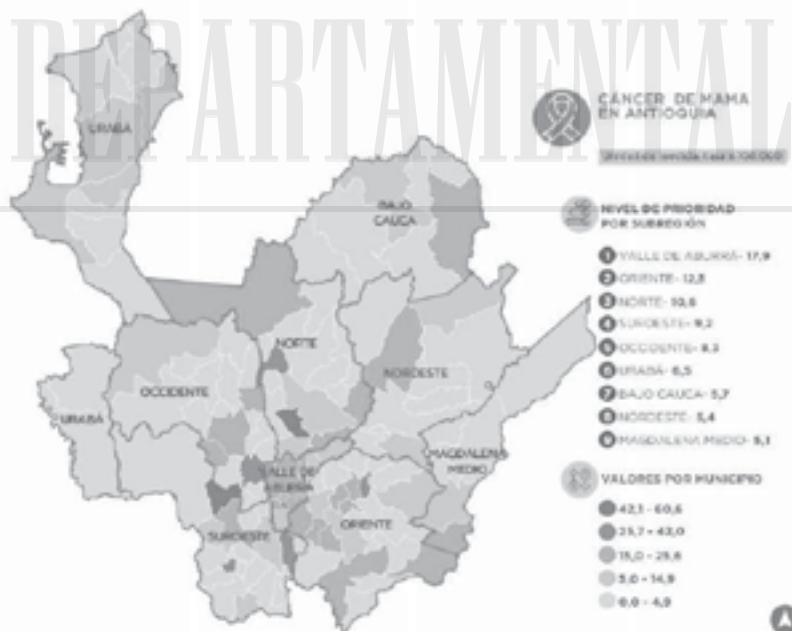 DEPARTAMENTAL
CÁNCER DE MAMA
EN ANTIOQUIA
NIVEL DE PRIORIDAD
POR SUBREGIÓN
1 VALLE DE ABURRÁ- 17,9
2 ORIENTE- 12,3
3 NORTE- 10,6
4 SUROESTE- 9,2
5 OCCIDENTE- 8,3
6 URABÁ- 6,5
7 BAJO CAUCA- 5,7
8 NORDESTE- 5,4
9 MAGDALENA MEDIO- 5,1
VALORES POR MUNICIPIO
42,1 - 60,6
25,7 - 42,0
15,0 - 25,6
5,0 - 14,9
0,0 - 4,9
URABÁ
BAJO
CAUCA
NORTE
NORDESTE
OCCIDENTE
URABÁ
MAGDALENA
MEDIO
VALLE DE
ABURRÁ
ORIENTE
SUROESTE